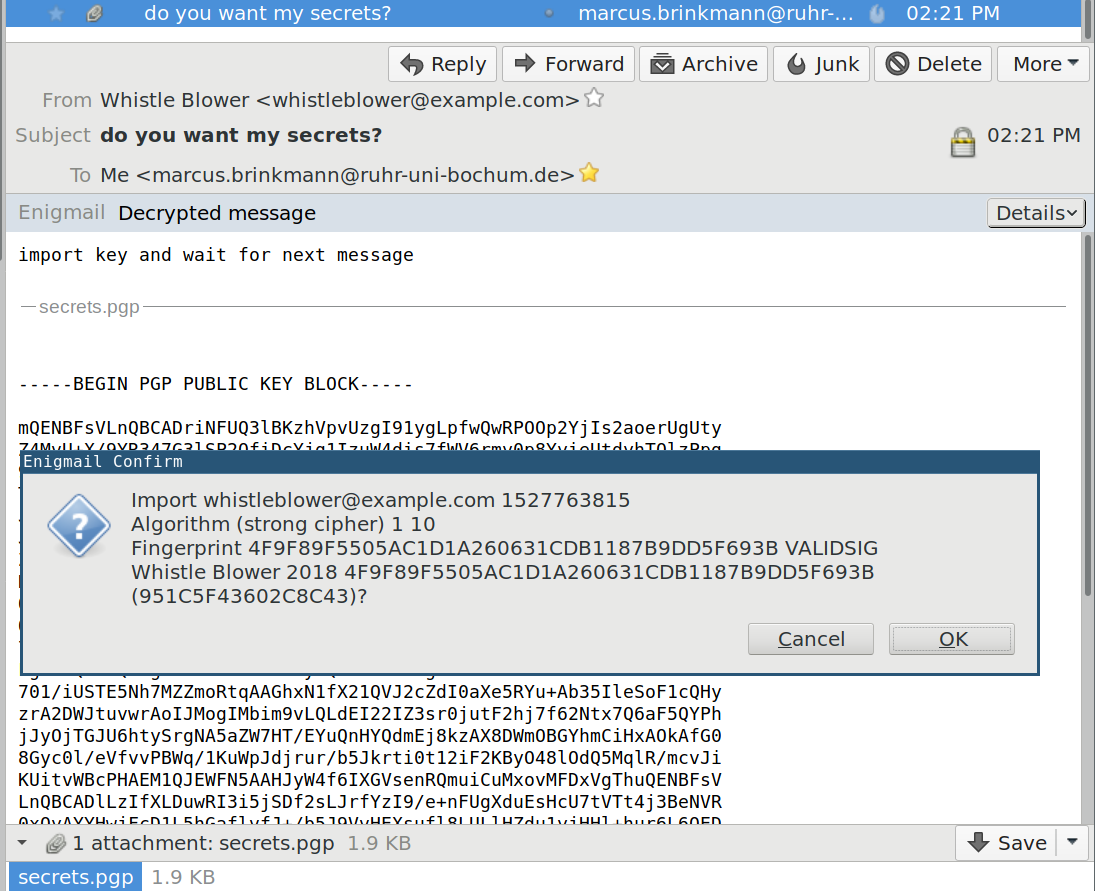 do you want my secrets? marcus.brinkmann@ruhr-... 02:21 PM
Reply Forward Archive Junk Delete More
From Whistle Blower <whistleblower@example.com>
Subject do you want my secrets? 02:21 PM
To Me <marcus.brinkmann@ruhr-uni-bochum.de>
Enigmail Decrypted message Details
import key and wait for next message
secrets.pgp
-----BEGIN PGP PUBLIC KEY BLOCK-----
mQENBFsVLnQBCADriNFUQ3lBKzhVpvUzgI91ygLpfwQwRPOOp2YjIs2aoerUgUty
Enigmail Confirm
Import whistleblower@example.com 1527763815
Algorithm (strong cipher) 1 10
Fingerprint 4F9F89F5505AC1D1A260631CDB1187B9DD5F693B VALIDSIG
Whistle Blower 2018 4F9F89F5505AC1D1A260631CDB1187B9DD5F693B
(951C5F43602C8C43)?
Cancel OK
701/iUSTE5Nh7MZZmoRtqAAGhxN1fX21QVJ2cZdI0aXe5RYu+Ab35IleSoF1cQHy
zrA2DWJtuvwrAoIJMogIMbim9vLQLdEI22IZ3sr0jutF2hj7f62Ntx7Q6aF5QYPh
jJyOjTGJU6htySrgNA5aZW7HT/EYuQnHYQdmEj8kzAX8DWmOBGYhmCiHxAOkAfG0
8Gyc0l/eVfvvPBWq/1KuWpJdjrur/b5Jkrti0t12iF2KByO48lOdQ5MqlR/mcvJi
KUitvWBcPHAEM1QJEWFN5AAHJyW4f6IXGVsenRQmuiCuMxovMFDxVgThuQENBFsV
LnQBCADlLzIfXLDuwRI3i5jSDf2sLJrfYzI9/e+nFUgXduEsHcU7tVTt4j3BeNVR
1 attachment: secrets.pgp 1.9 KB Save
secrets.pgp 1.9 KB